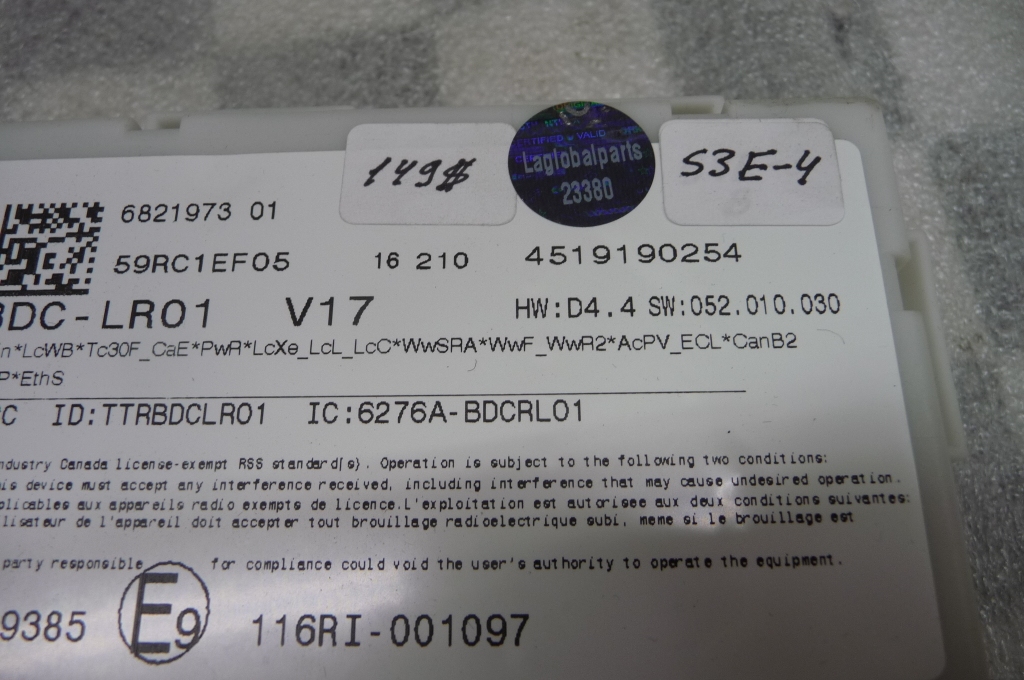 149$
CERTIFIED VALID
Laglobalparts
23380
S3E-4
6821973 01
59RC1EF05 16 210 4519190254
BDC-LR01 V17 HW:D4.4 SW:052.010.030
n*LcWB*Tc30F_CaE*PwR*LcXe_LcL_LcC*WwSRA*WwF_WwR2*AcPV_ECL*CanB2
P*EthS
C ID:TTRBDCLR01 IC:6276A-BDCRL01
ndustry Canada license-exempt RSS standard(s). Operation is subject to the following two conditions:
is device must accept any interference received, including interference that may cause undesired operation.
plicables aux appareils radio exempts de licence.L'exploitation est autorisee aux deux conditions suivantes:
lisateur de l'appareil doit accepter tout brouillage radioelectrique subi, meme si le brouillage est
party responsible for compliance could void the user's authority to operate the equipment.
9385 E9 116RI-001097